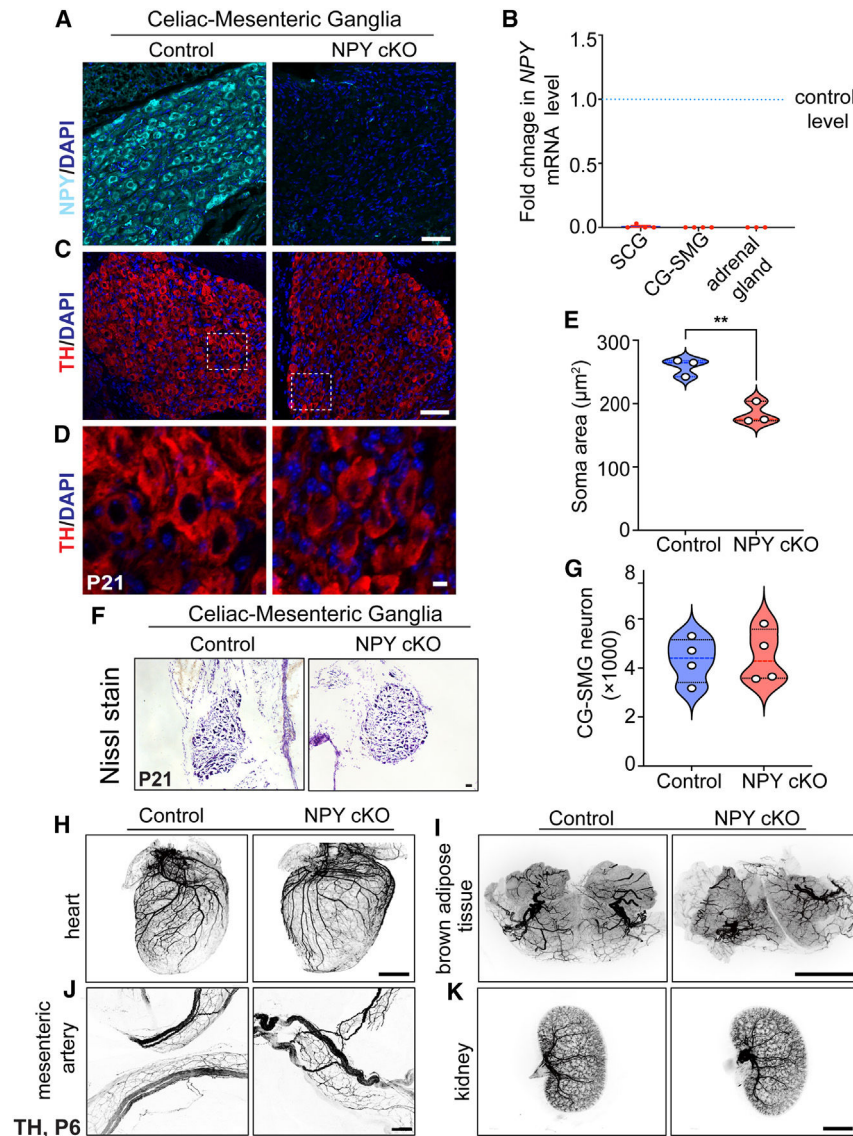 A
Celiac-Mesenteric Ganglia
Control NPY cKO
NPY/DAPI
C
TH/DAPI
D
TH/DAPI
P21
B
Fold chnage in NPY
mRNA level
1.5
1.0
0.5
0.0
control
level
SCG
CG-SMG
adrenal
gland
E
**
Soma area (µm²)
300
200
100
0
Control NPY cKO
F
Celiac-Mesenteric Ganglia
Control NPY cKO
Nissl stain
P21
G
CG-SMG neuron
(×1000)
8
6
4
2
0
Control NPY cKO
H
Control NPY cKO
heart
I
Control NPY cKO
brown adipose
tissue
J
mesenteric
artery
TH, P6
K
kidney